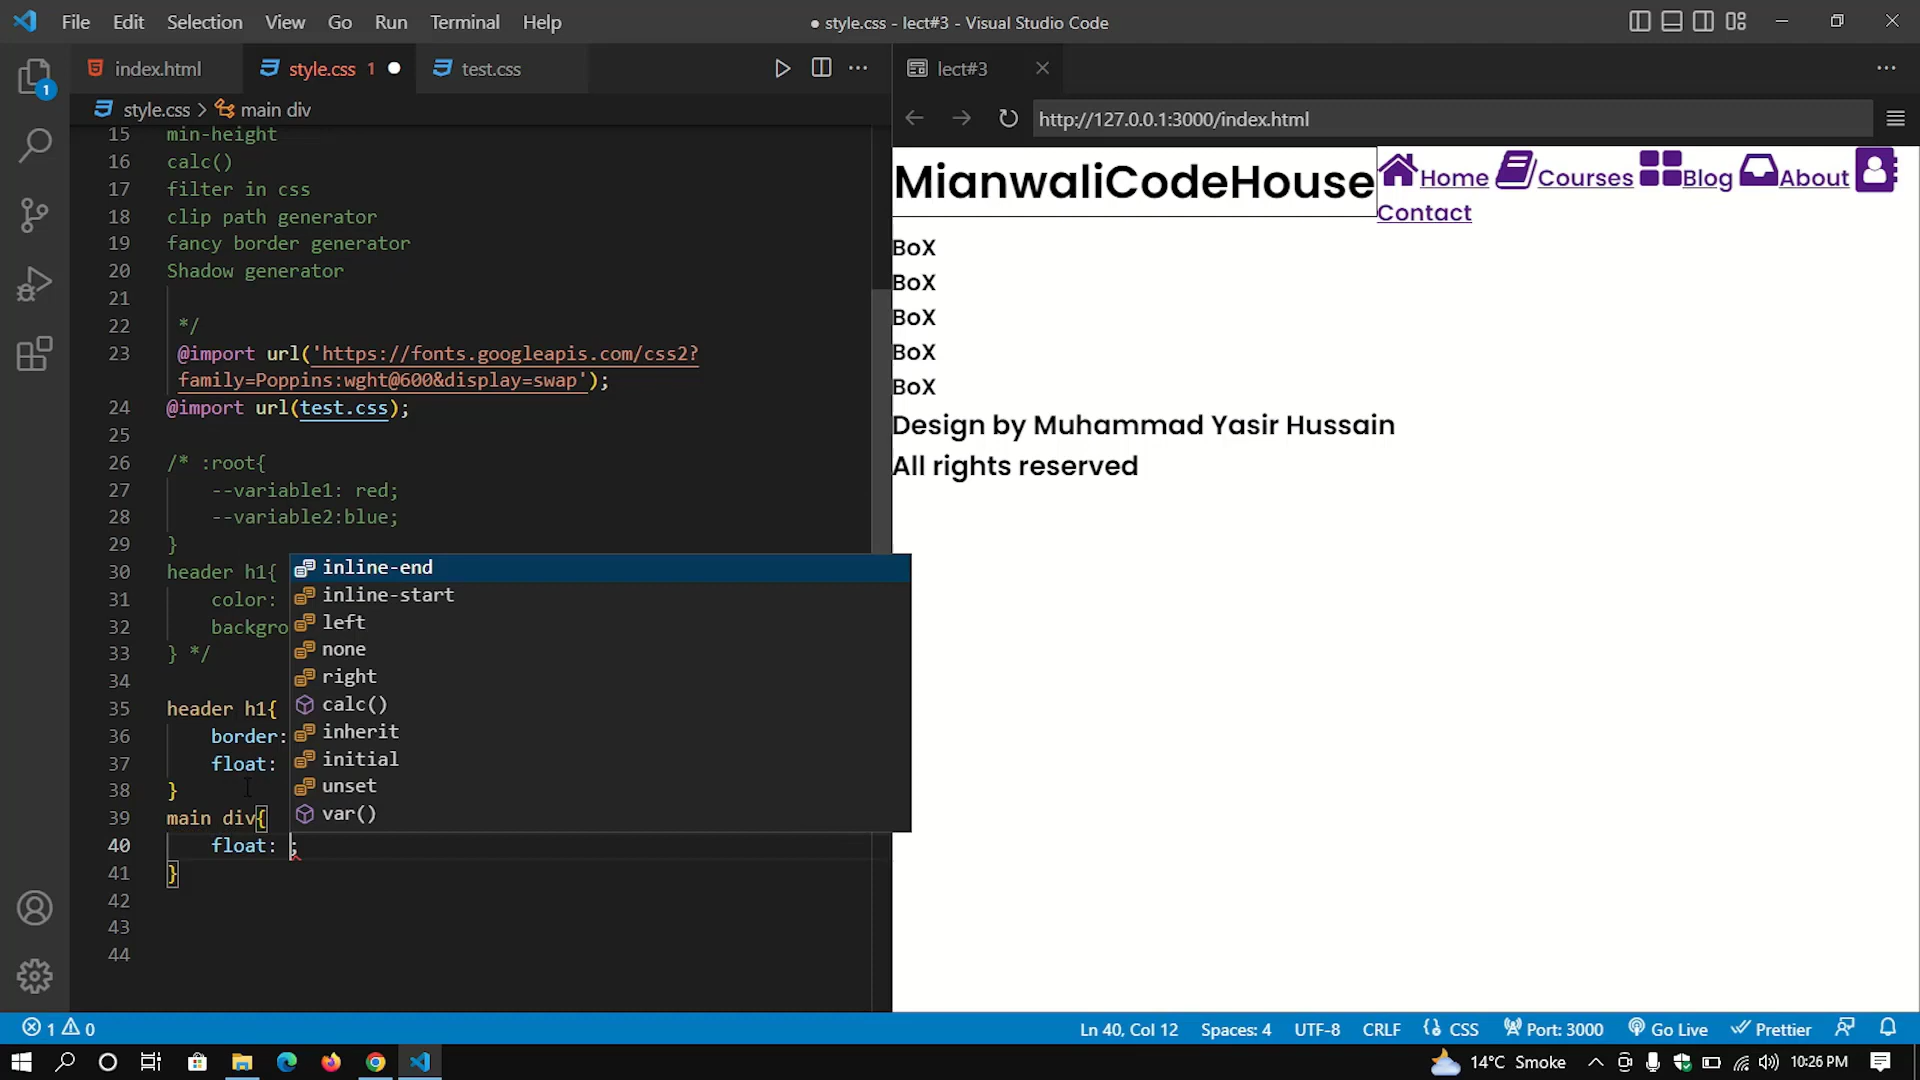 File Edit Selection View Go Run Terminal Help
● style.css - lect#3 - Visual Studio Code
index.html
style.css 1
test.css
lect#3
style.css > main div
http://127.0.0.1:3000/index.html
1
15 min-height
16 calc()
17 filter in css
18 clip path generator
19 fancy border generator
20 Shadow generator
21
22 */
23 @import url('https://fonts.googleapis.com/css2?
family=Poppins:wght@600&display=swap');
24 @import url(test.css);
25
26 /* :root{
27 --variable1: red;
28 --variable2:blue;
29 }
30 header h1{
31 color:
32 backgro
33 } */
34
35 header h1{
36 border:
37 float:
38 }
39 main div{
40 float: ;
41 }
42
43
44
inline-end
inline-start
left
none
right
calc()
inherit
initial
unset
var()
MianwaliCodeHouse
Home Courses Blog About
Contact
BoX
BoX
BoX
BoX
BoX
Design by Muhammad Yasir Hussain
All rights reserved
1 0
Ln 40, Col 12 Spaces: 4 UTF-8 CRLF CSS Port: 3000 Go Live Prettier
14°C Smoke
10:26 PM